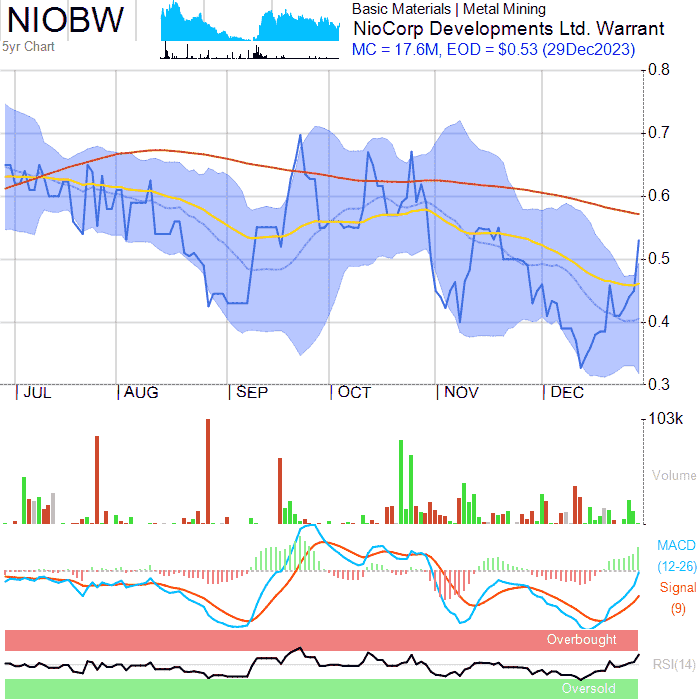 NIOBW
5yr Chart
Basic Materials | Metal Mining
NioCorp Developments Ltd. Warrant
MC = 17.6M, EOD = $0.53 (29Dec2023)
0.8
0.7
0.6
0.5
0.4
0.3
JUL AUG SEP OCT NOV DEC
103k
Volume
MACD
(12-26)
Signal
(9)
Overbought
RSI(14)
Oversold